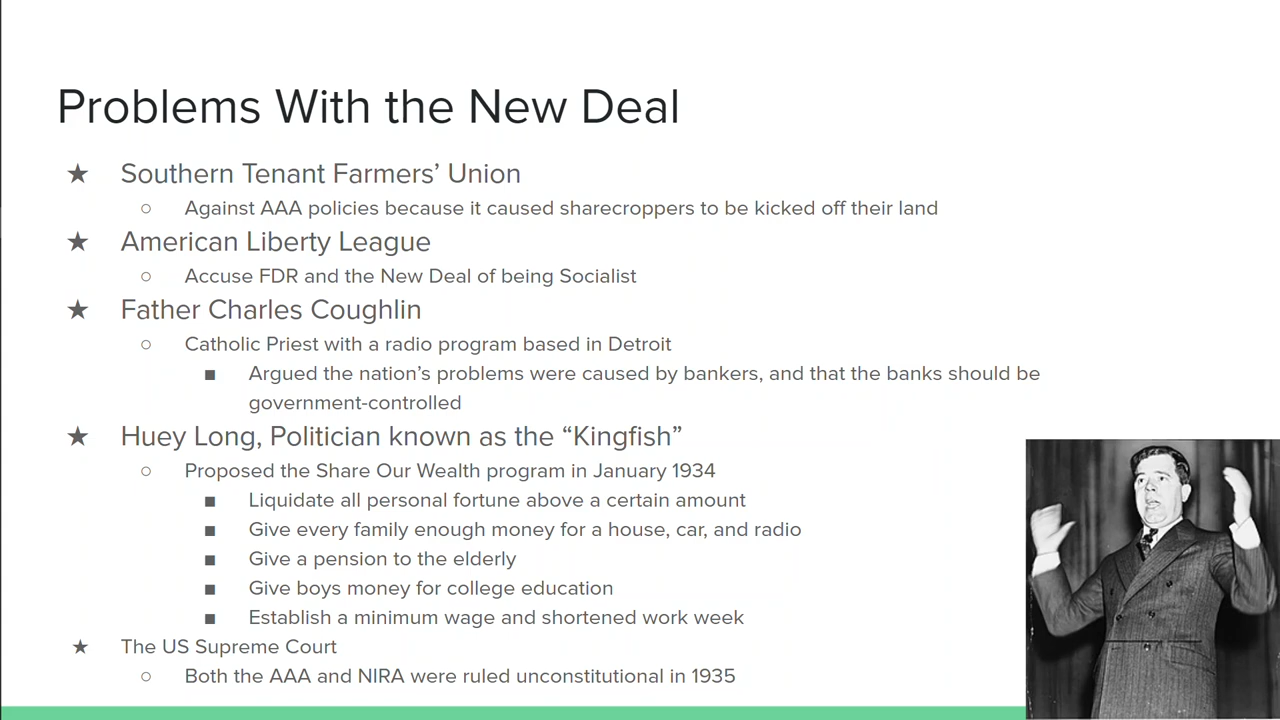 Problems With the New Deal
★ Southern Tenant Farmers’ Union
○ Against AAA policies because it caused sharecroppers to be kicked off their land
★ American Liberty League
○ Accuse FDR and the New Deal of being Socialist
★ Father Charles Coughlin
○ Catholic Priest with a radio program based in Detroit
■ Argued the nation’s problems were caused by bankers, and that the banks should be
government-controlled
★ Huey Long, Politician known as the “Kingfish”
○ Proposed the Share Our Wealth program in January 1934
■ Liquidate all personal fortune above a certain amount
■ Give every family enough money for a house, car, and radio
■ Give a pension to the elderly
■ Give boys money for college education
■ Establish a minimum wage and shortened work week
★ The US Supreme Court
○ Both the AAA and NIRA were ruled unconstitutional in 1935